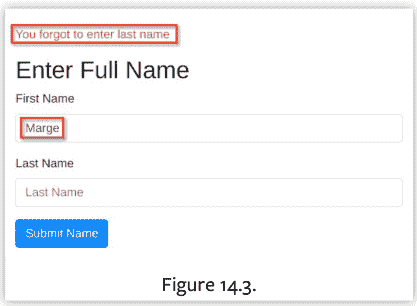 You forgot to enter last name
Enter Full Name
First Name
Marge
Last Name
Last Name
Submit Name
Figure 14.3.